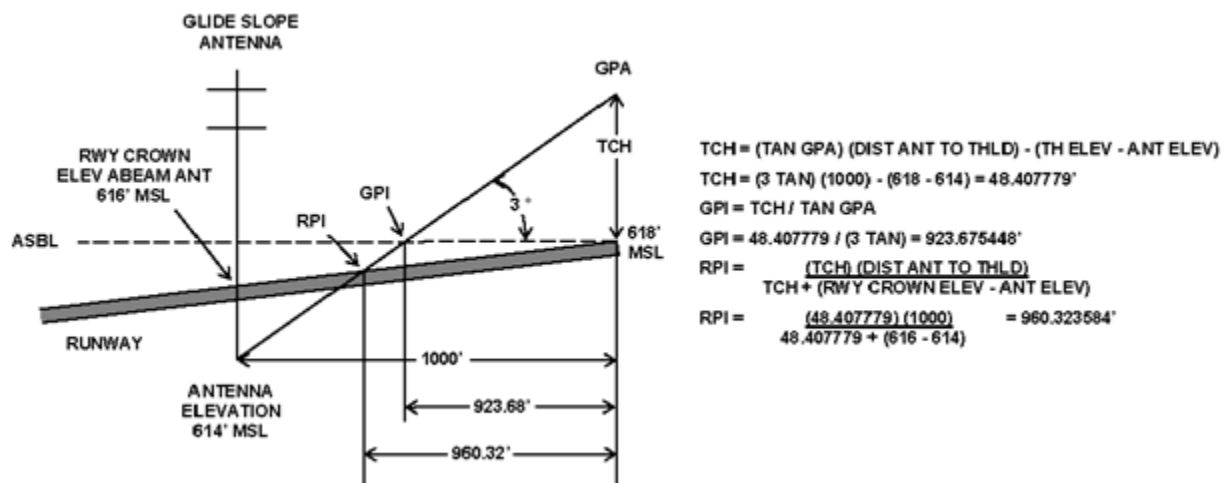 GLIDE SLOPE
ANTENNA
GPA
TCH
RWY CROWN
ELEV ABEAM ANT
616' MSL
GPI
RPI
3°
ASBL
618'
MSL
RUNWAY
1000'
ANTENNA
ELEVATION
614' MSL
923.68'
960.32'
TCH = (TAN GPA) (DIST ANT TO THLD) - (TH ELEV - ANT ELEV)
TCH = (3 TAN) (1000) - (618 - 614) = 48.407779'
GPI = TCH / TAN GPA
GPI = 48.407779 / (3 TAN) = 923.675448'
RPI = (TCH) (DIST ANT TO THLD)
TCH + (RWY CROWN ELEV - ANT ELEV)
RPI = (48.407779) (1000) = 960.323584'
48.407779 + (616 - 614)